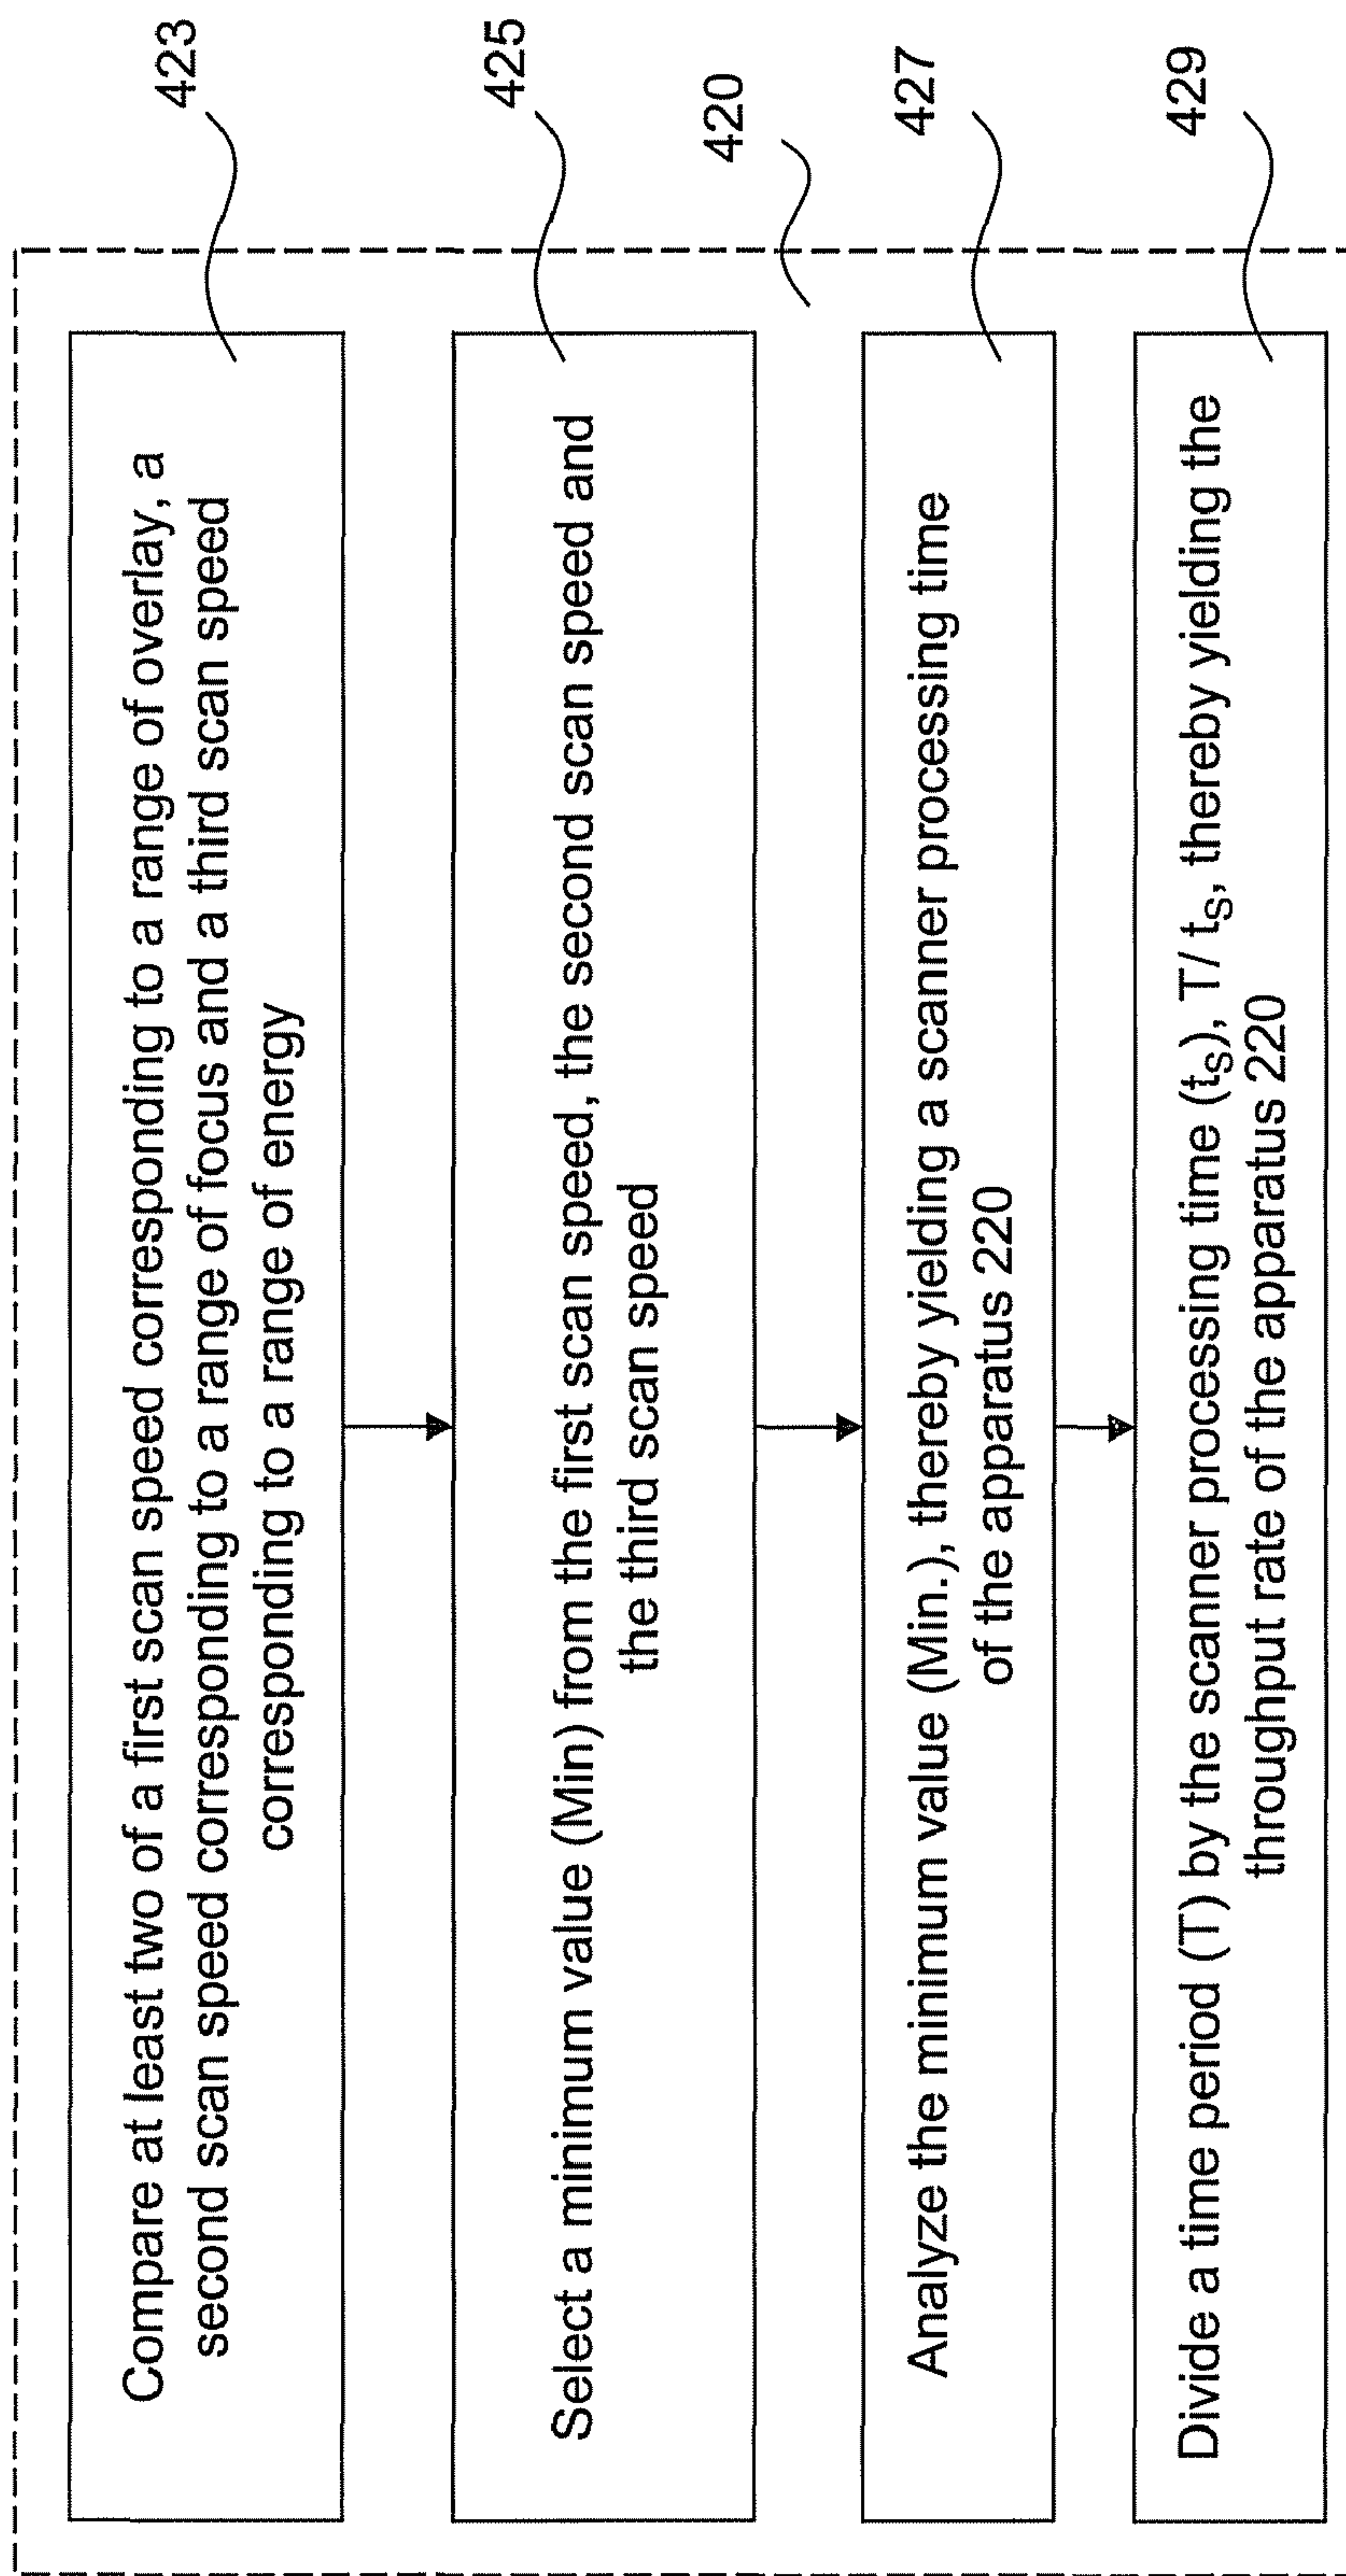 Compare at least two of a first scan speed corresponding to a range of overlay, a
second scan speed corresponding to a range of focus and a third scan speed
corresponding to a range of energy
423
Select a minimum value (Min) from the first scan speed, the second scan speed and
the third scan speed
425
420
Analyze the minimum value (Min.), thereby yielding a scanner processing time
of the apparatus 220
427
Divide a time period (T) by the scanner processing time (tS), T/ tS, thereby yielding the
throughput rate of the apparatus 220
429